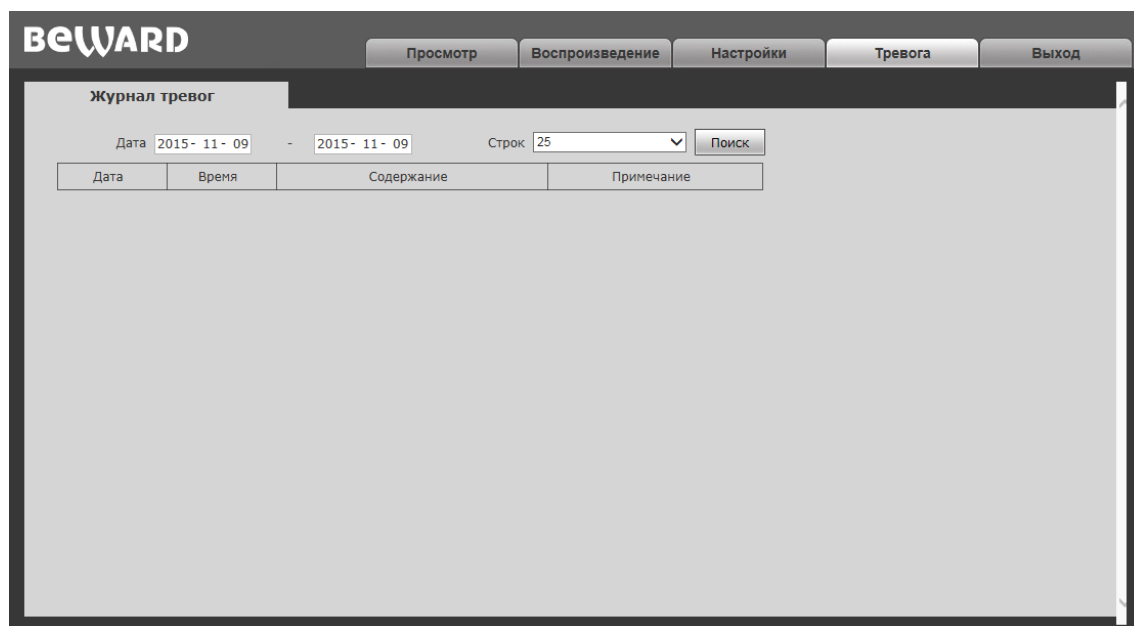 BEWARD
Просмотр Воспроизведение Настройки Тревога Выход
Журнал тревог
Дата 2015- 11- 09 - 2015- 11- 09 Строк 25 Поиск
Дата Время Содержание Примечание